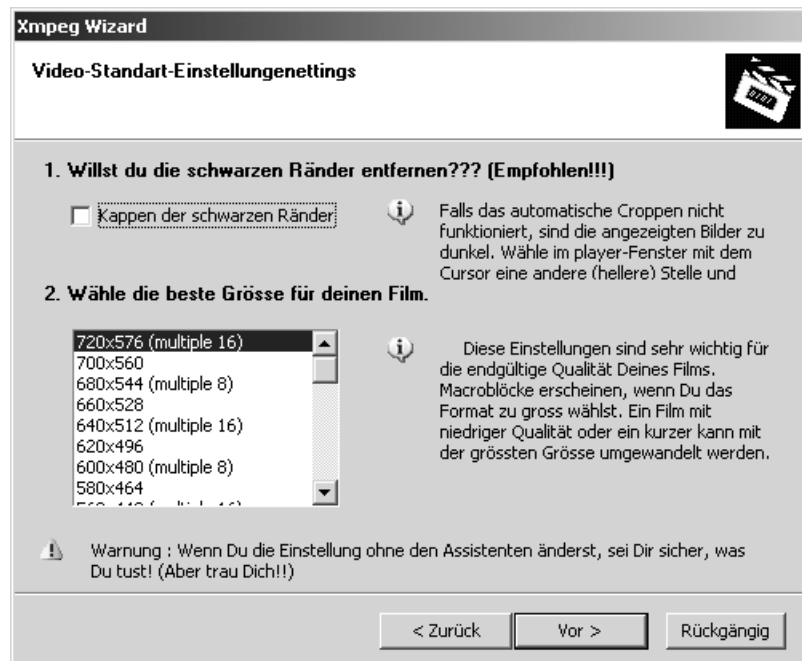 Xmpeg Wizard
Video-Standart-Einstellungenettings
1. Willst du die schwarzen Ränder entfernen??? (Empfohlen!!!)
Kappen der schwarzen Ränder
Falls das automatische Croppen nicht
funktioniert, sind die angezeigten Bilder zu
dunkel. Wähle im player-Fenster mit dem
Cursor eine andere (hellere) Stelle und
2. Wähle die beste Grösse für deinen Film.
720x576 (multiple 16)
700x560
680x544 (multiple 8)
660x528
640x512 (multiple 16)
620x496
600x480 (multiple 8)
580x464
Diese Einstellungen sind sehr wichtig für
die endgültige Qualität Deines Films.
Macroblöcke erscheinen, wenn Du das
Format zu gross wählst. Ein Film mit
niedriger Qualität oder ein kurzer kann mit
der grössten Grösse umgewandelt werden.
Warnung : Wenn Du die Einstellung ohne den Assistenten änderst, sei Dir sicher, was
Du tust! (Aber trau Dich!!)
< Zurück
Vor >
Rückgängig